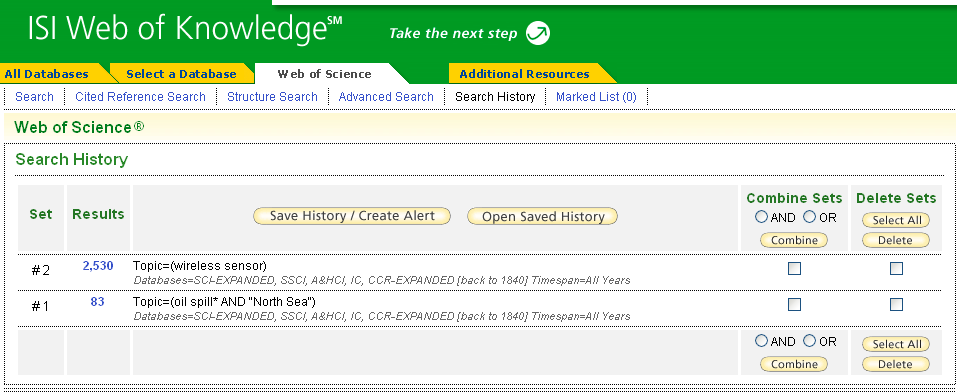 ISI Web of Knowledge℠ Take the next step
All Databases Select a Database Web of Science Additional Resources
Search Cited Reference Search Structure Search Advanced Search Search History Marked List (0)
Web of Science®
Search History
Set Results Save History / Create Alert Open Saved History Combine Sets Delete Sets
AND OR Select All
Combine Delete
#2 2,530 Topic=(wireless sensor)
Databases=SCI-EXPANDED, SSCI, A&HCI, IC, CCR-EXPANDED [back to 1840] Timespan=All Years
#1 83 Topic=(oil spill* AND "North Sea")
Databases=SCI-EXPANDED, SSCI, A&HCI, IC, CCR-EXPANDED [back to 1840] Timespan=All Years
AND OR Select All
Combine Delete